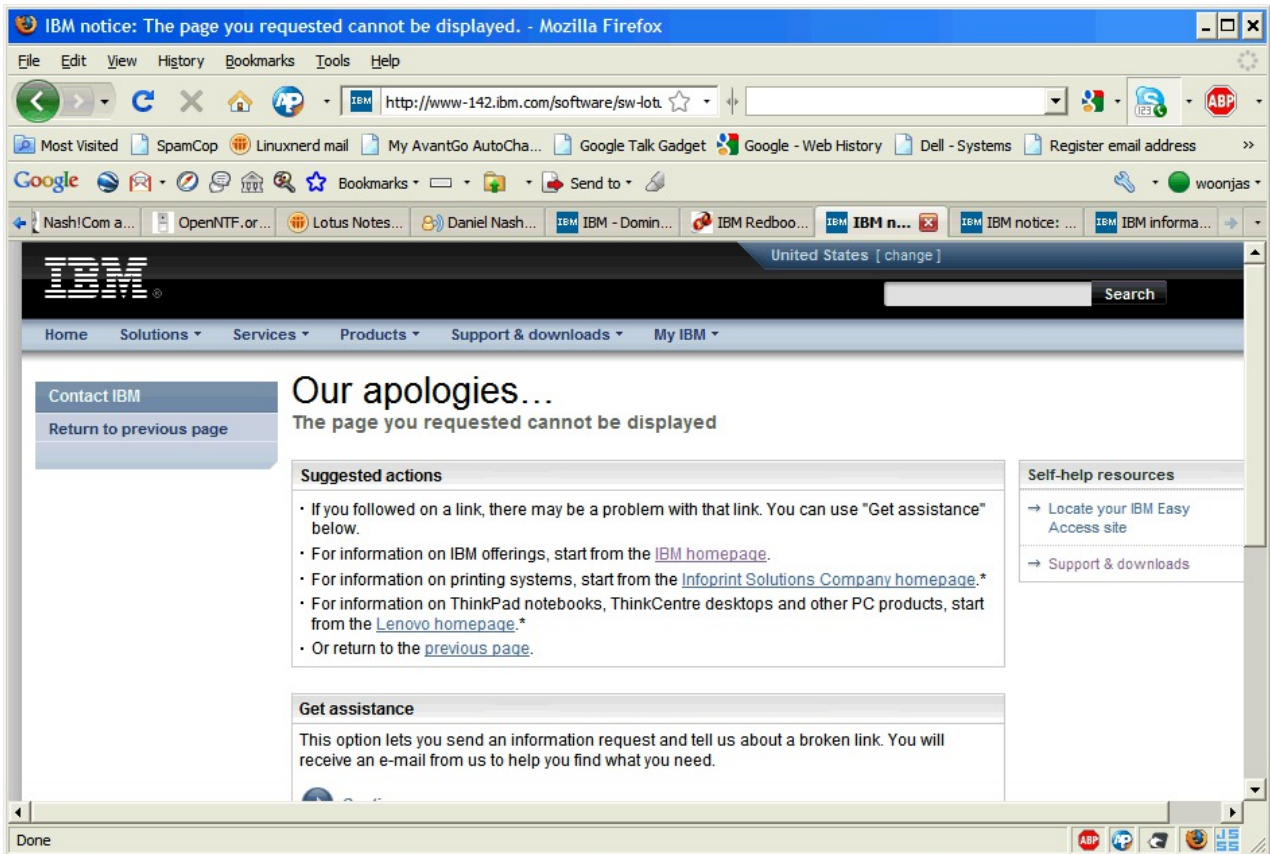 IBM notice: The page you requested cannot be displayed. - Mozilla Firefox
File Edit View History Bookmarks Tools Help
IBM http://www-142.ibm.com/software/sw-lotu 123 ABP
Most Visited SpamCop Linuxnerd mail My AvantGo AutoCha... Google Talk Gadget Google - Web History Dell - Systems Register email address »
Google Bookmarks Send to woonjas
Nash!Com a... OpenNTF.or... Lotus Notes... Daniel Nash... IBM IBM - Domin... IBM Redboo... IBM IBM n... IBM IBM notice: ... IBM IBM informa...
United States [ change ]
IBM ®
Search
Home Solutions Services Products Support & downloads My IBM
Contact IBM
Return to previous page
Our apologies...
The page you requested cannot be displayed
Suggested actions
· If you followed on a link, there may be a problem with that link. You can use "Get assistance"
below.
· For information on IBM offerings, start from the IBM homepage.
· For information on printing systems, start from the Infoprint Solutions Company homepage.*
· For information on ThinkPad notebooks, ThinkCentre desktops and other PC products, start
from the Lenovo homepage.*
· Or return to the previous page.
Self-help resources
→ Locate your IBM Easy
Access site
→ Support & downloads
Get assistance
This option lets you send an information request and tell us about a broken link. You will
receive an e-mail from us to help you find what you need.
Done ABP JS SS